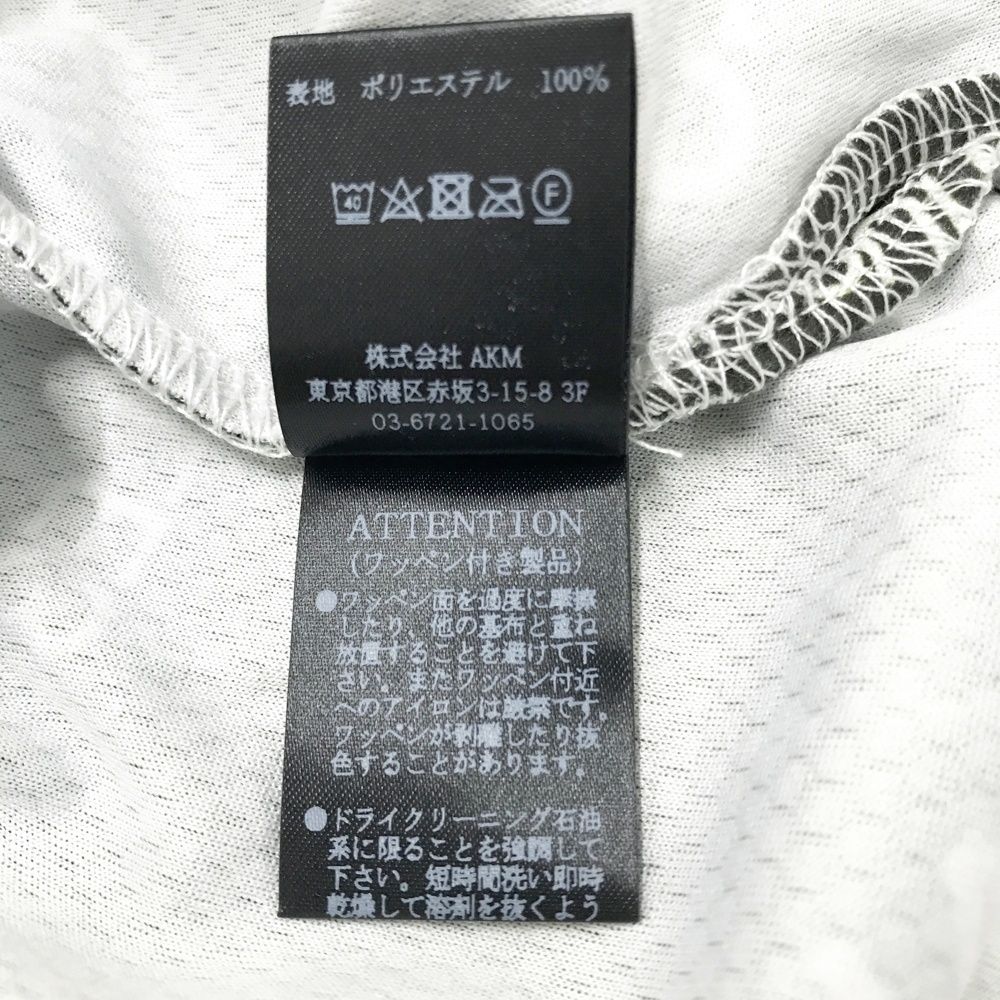 表地 ポリエステル 100%
40 F
株式会社 AKM
東京都港区赤坂3-15-8 3F
03-6721-1065
ATTENTION
(ワッペン付き製品)
●ワッペン面を過度に摩擦
したり、他の基布と重ね
放置することを避けて下
さい。またワッペン付近
へのアイロンは厳禁です。
ワッペンが剥離したり抜
色することがあります。
●ドライクリーニング石油
系に限ることを強調して
下さい。短時間洗い即時
乾燥して溶剤を抜くよう